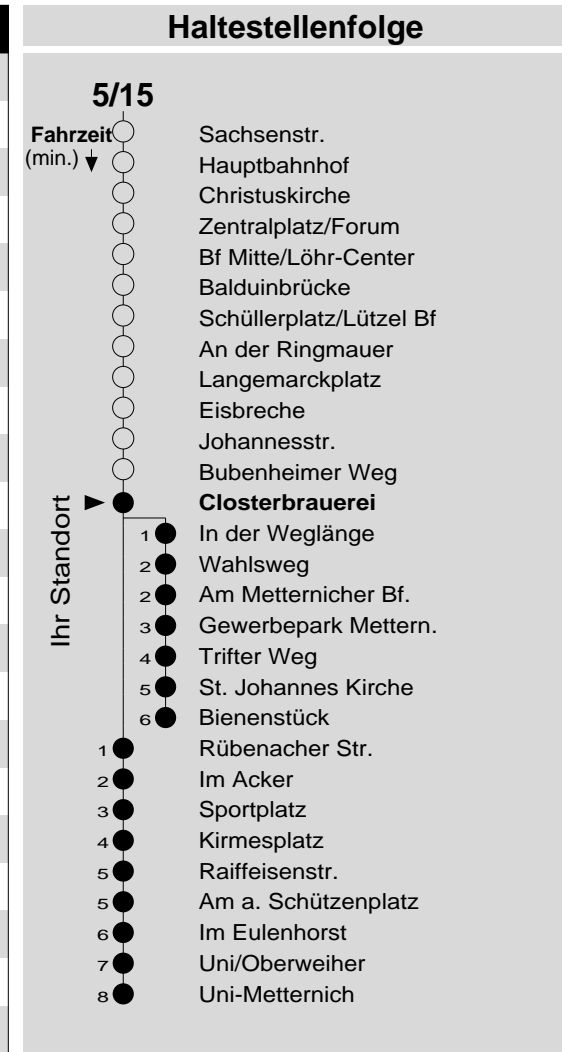 Haltestellenfolge
5/15
Fahrzeit Sachsenstr.
(min.) Hauptbahnhof
Christuskirche
Zentralplatz/Forum
Bf Mitte/Löhr-Center
Balduinbrücke
Schüllerplatz/Lützel Bf
An der Ringmauer
Langemarckplatz
Eisbreche
Johannesstr.
Bubenheimer Weg
Ihr Standort
Closterbrauerei
1 In der Weglänge
2 Wahlsweg
2 Am Metternicher Bf.
3 Gewerbepark Mettern.
4 Trifter Weg
5 St. Johannes Kirche
6 Bienenstück
1 Rübenacher Str.
2 Im Acker
3 Sportplatz
4 Kirmesplatz
5 Raiffeisenstr.
5 Am a. Schützenplatz
6 Im Eulenhorst
7 Uni/Oberweiher
8 Uni-Metternich